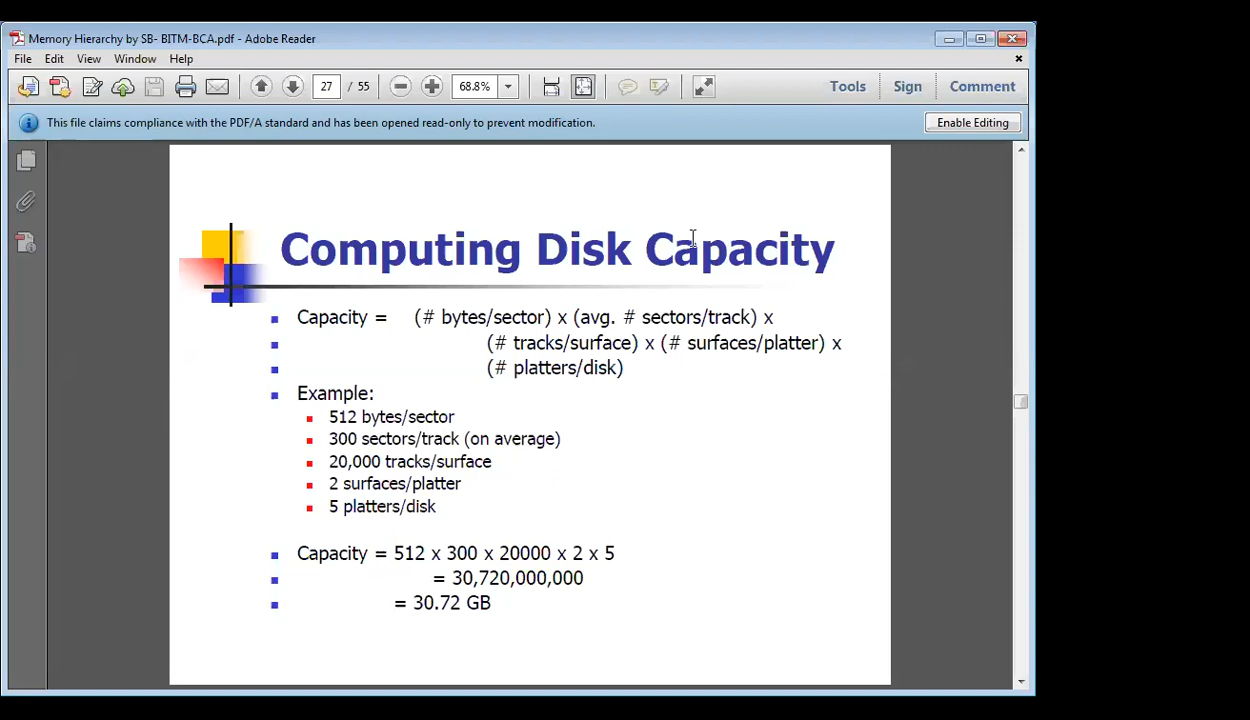 Memory Hierarchy by SB- BITM-BCA.pdf - Adobe Reader
File Edit View Window Help
27 / 55 68.8% Tools Sign Comment
This file claims compliance with the PDF/A standard and has been opened read-only to prevent modification. Enable Editing
Computing Disk Capacity
Capacity = (# bytes/sector) x (avg. # sectors/track) x
(# tracks/surface) x (# surfaces/platter) x
(# platters/disk)
Example:
512 bytes/sector
300 sectors/track (on average)
20,000 tracks/surface
2 surfaces/platter
5 platters/disk
Capacity = 512 x 300 x 20000 x 2 x 5
= 30,720,000,000
= 30.72 GB